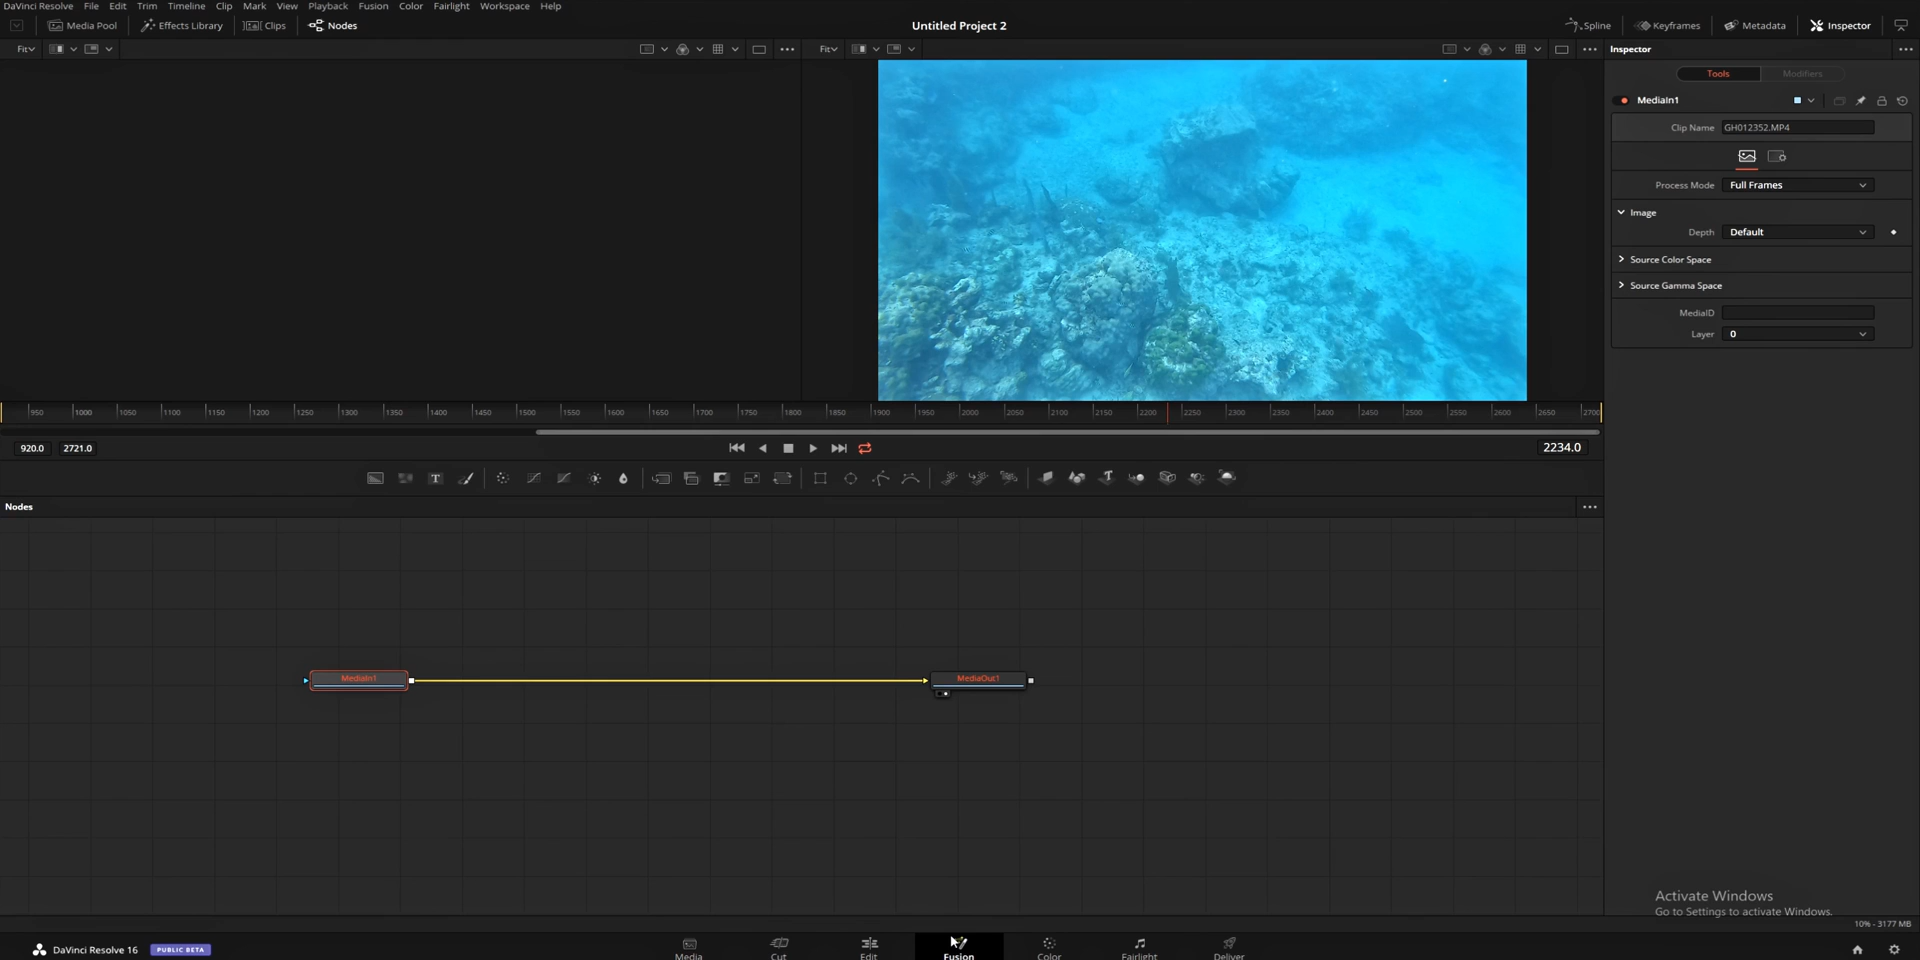 DaVinci Resolve File Edit Trim Timeline Clip Mark View Playback Fusion Color Fairlight Workspace Help
Media Pool Effects Library Clips Nodes Untitled Project 2 Spline Keyframes Metadata Inspector
Fit Fit Inspector
Tools Modifiers
MediaIn1
Clip Name GH012352.MP4
Process Mode Full Frames
Image
Depth Default
Source Color Space
Source Gamma Space
MediaID
Layer 0
950 1000 1050 1100 1150 1200 1250 1300 1350 1400 1450 1500 1550 1600 1650 1700 1750 1800 1850 1900 1950 2000 2050 2100 2150 2200 2250 2300 2350 2400 2450 2500 2550 2600 2650 2700
920.0 2721.0 2234.0
T
Nodes
MediaIn1 MediaOut1
Activate Windows
Go to Settings to activate Windows.
10% - 3177 MB
DaVinci Resolve 16 PUBLIC BETA Media Cut Edit Fusion Color Fairlight Deliver